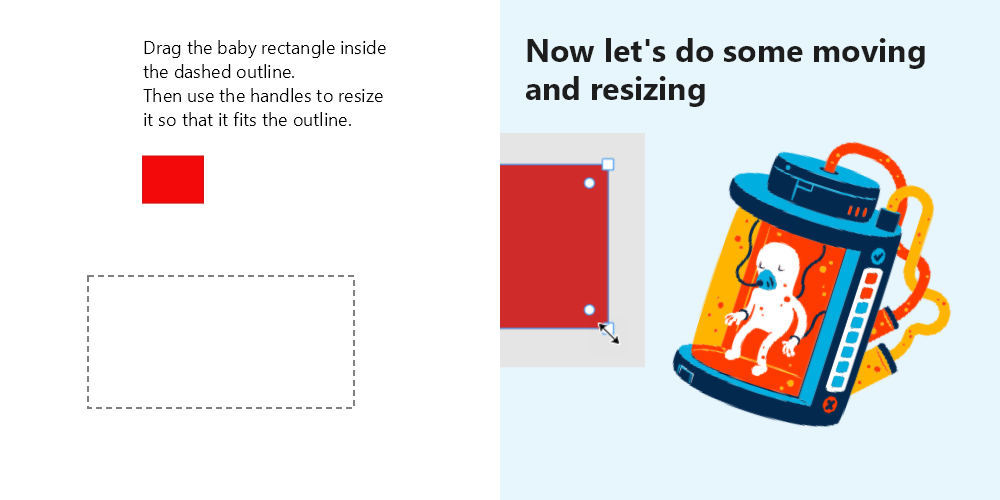 Drag the baby rectangle inside
the dashed outline.
Then use the handles to resize
it so that it fits the outline.
Now let's do some moving
and resizing